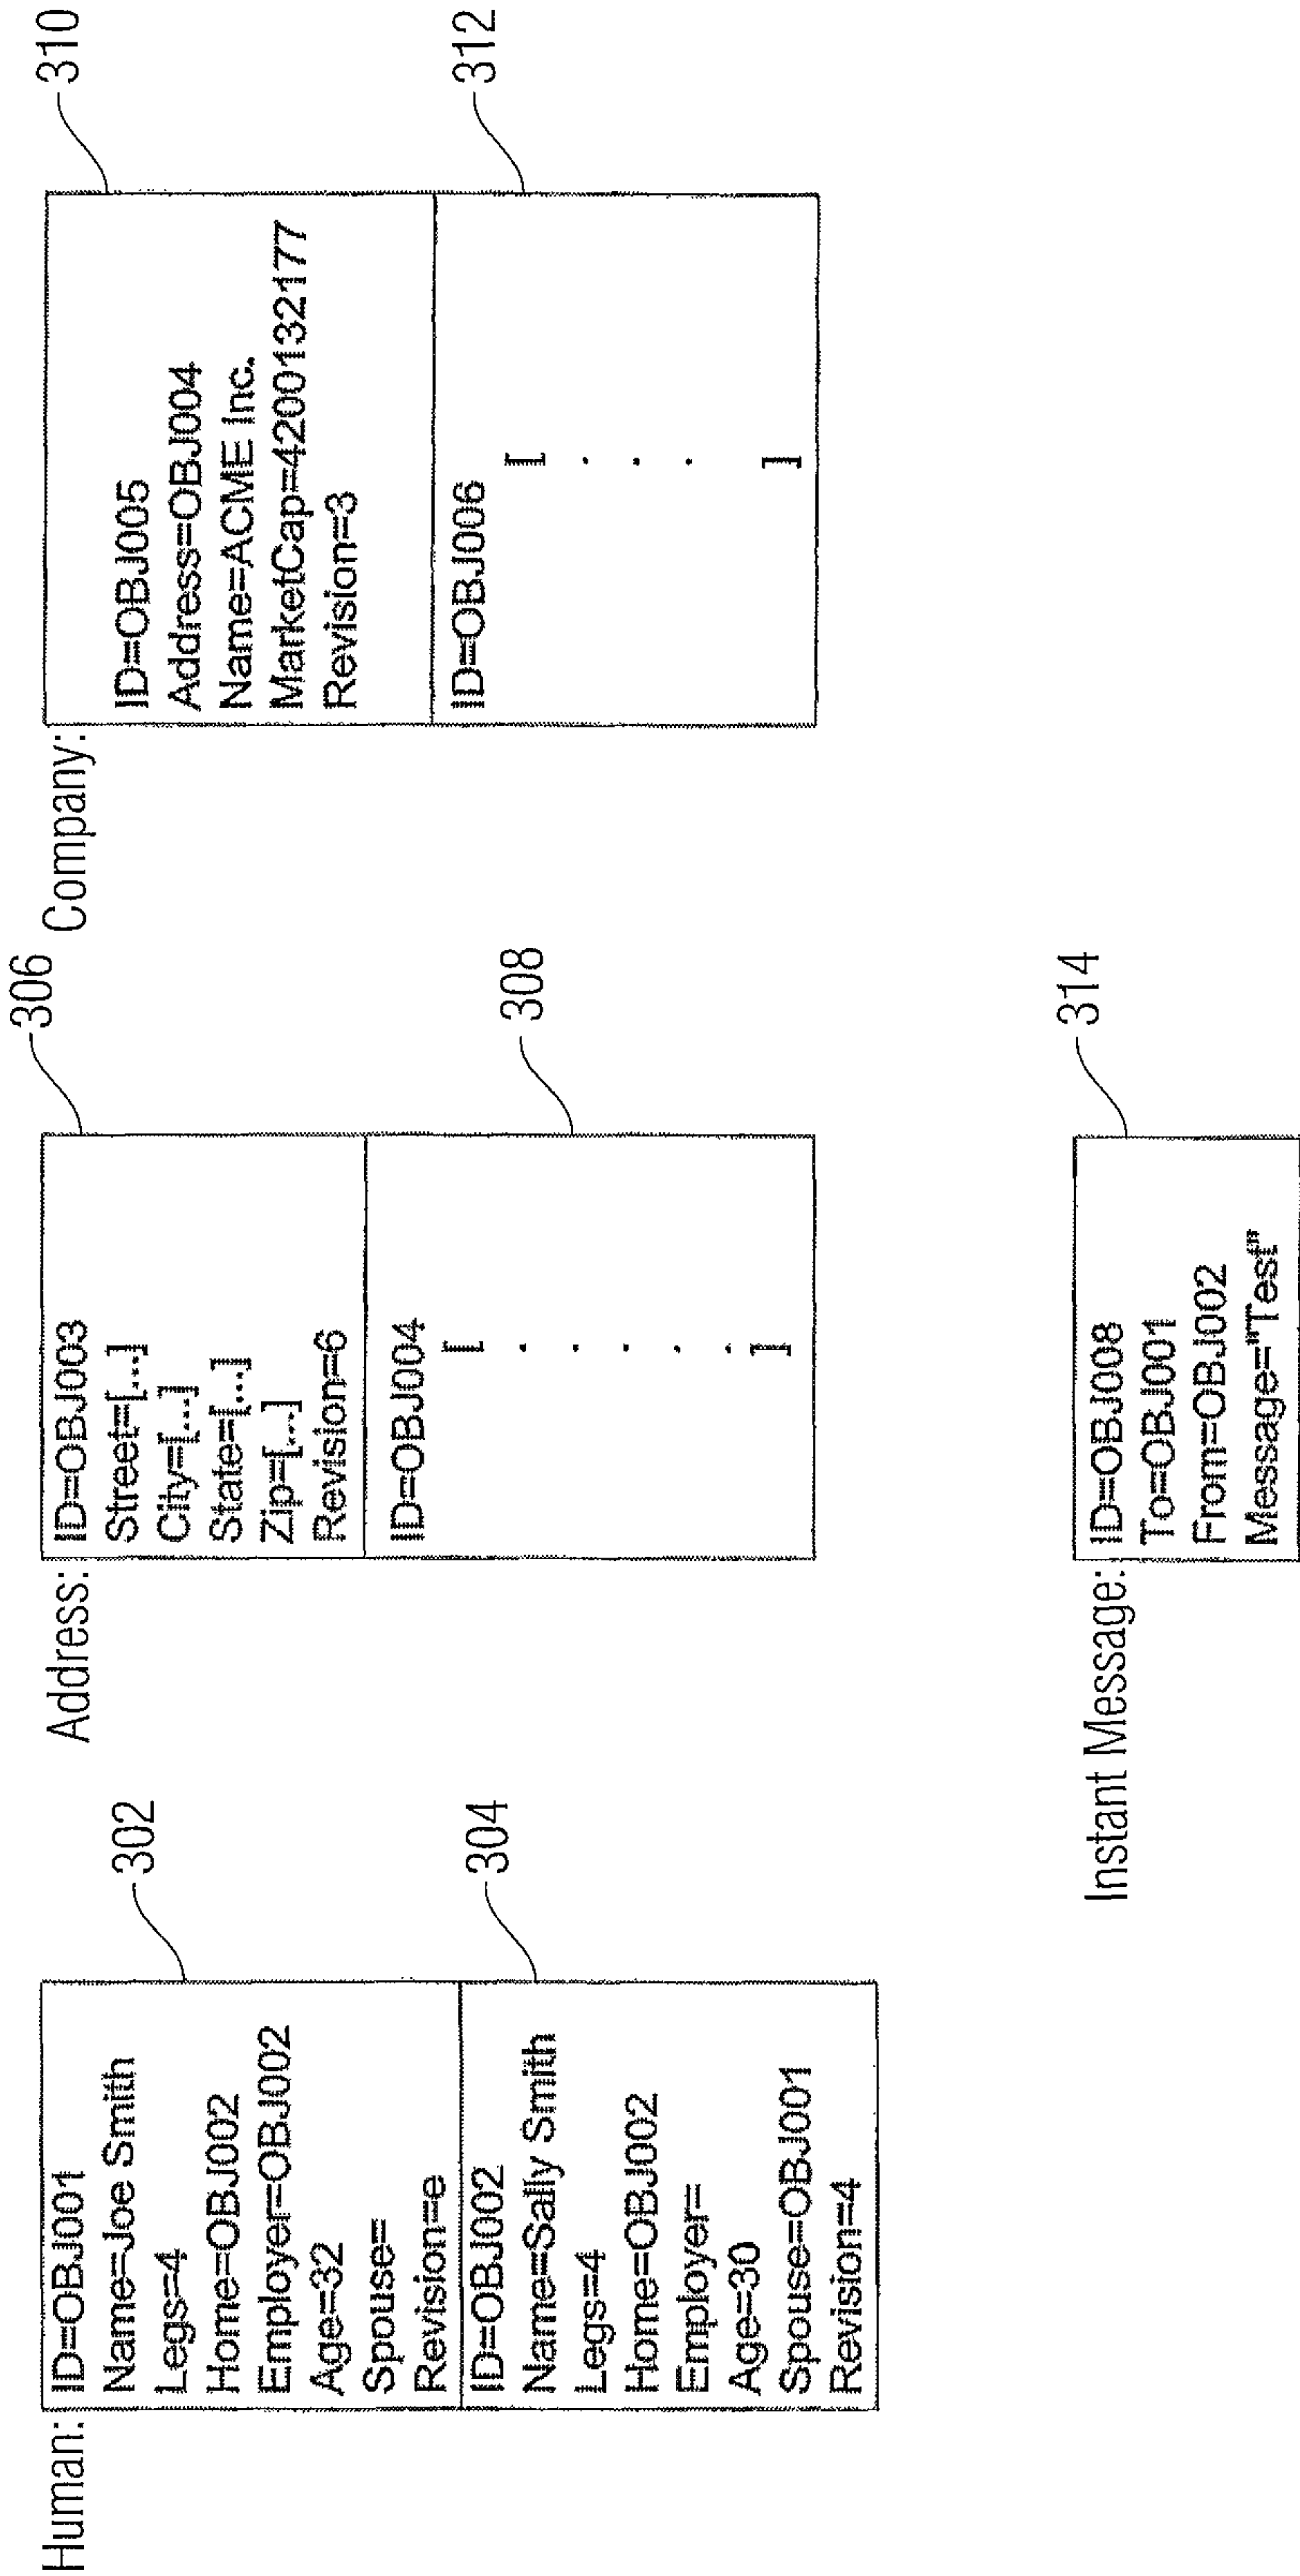 Human:
ID=OBJ001
Name=Joe Smith
Legs=4
Home=OBJ002
Employer=OBJ002
Age=32
Spouse=
Revision=e
302
ID=OBJ002
Name=Sally Smith
Legs=4
Home=OBJ002
Employer=
Age=30
Spouse=OBJ001
Revision=4
304
Address:
ID=OBJ003
Street=[...]
City=[...]
State=[...]
Zip=[...]
Revision=6
306
ID=OBJ004
[
.
.
.
.
.
]
308
Company:
ID=OBJ005
Address=OBJ004
Name=ACME Inc.
MarketCap=4200132177
Revision=3
310
ID=OBJ006
[
.
.
.
]
312
Instant Message:
ID=OBJ008
To=OBJ001
From=OBJ002
Message="Test"
314